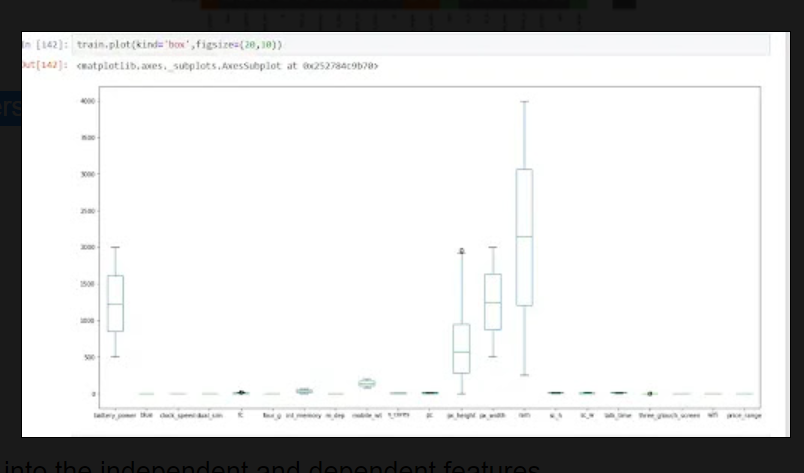 In [142]: train.plot(kind='box',figsize=(20,10))
Out[142]: <matplotlib.axes._subplots.AxesSubplot at 0x252784c9b70>
4000
3500
3000
2500
2000
1500
1000
500
0
battery_power blue clock_speed dual_sim fc four_g int_memory m_dep mobile_wt n_cores pc px_height px_width ram sc_h sc_w talk_time three_g touch_screen wifi price_range
into the independent and dependent features